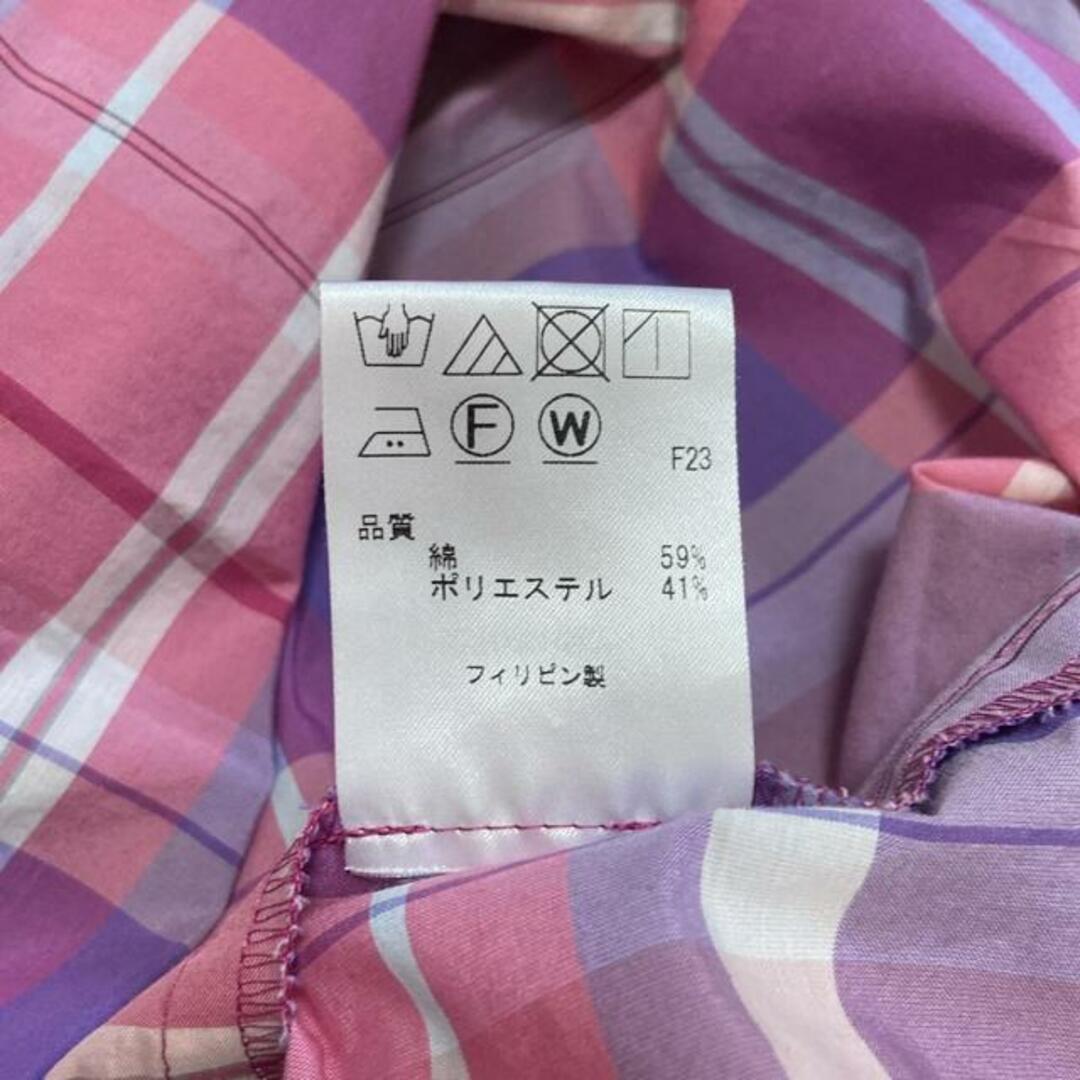 F W
F23
品質
綿 59%
ポリエステル 41%
フィリピン製